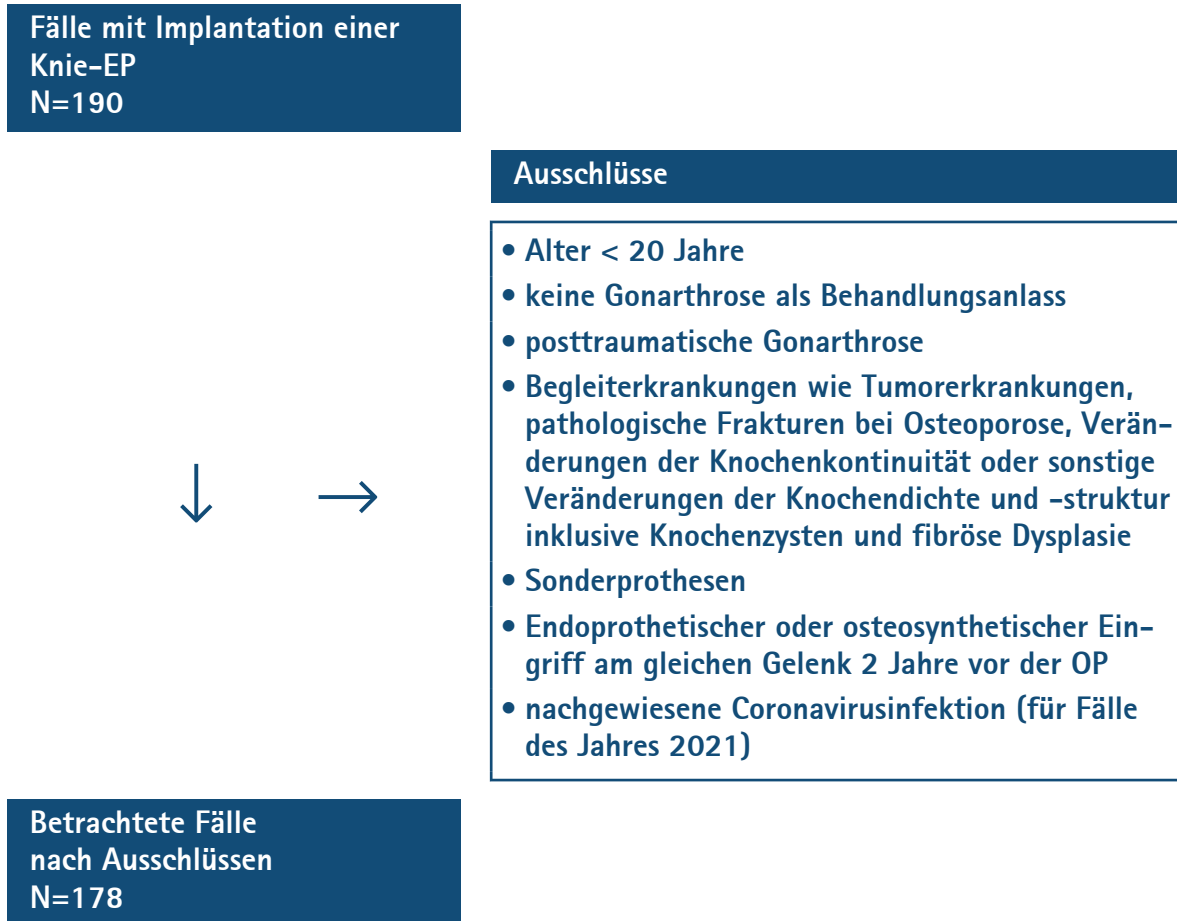 Fälle mit Implantation einer
Knie-EP
N=190
Ausschlüsse
• Alter < 20 Jahre
• keine Gonarthrose als Behandlungsanlass
• posttraumatische Gonarthrose
• Begleiterkrankungen wie Tumorerkrankungen,
pathologische Frakturen bei Osteoporose, Verän-
derungen der Knochenkontinuität oder sonstige
Veränderungen der Knochendichte und -struktur
inklusive Knochenzysten und fibröse Dysplasie
• Sonderprothesen
• Endoprothetischer oder osteosynthetischer Ein-
griff am gleichen Gelenk 2 Jahre vor der OP
• nachgewiesene Coronavirusinfektion (für Fälle
des Jahres 2021)
Betrachtete Fälle
nach Ausschlüssen
N=178